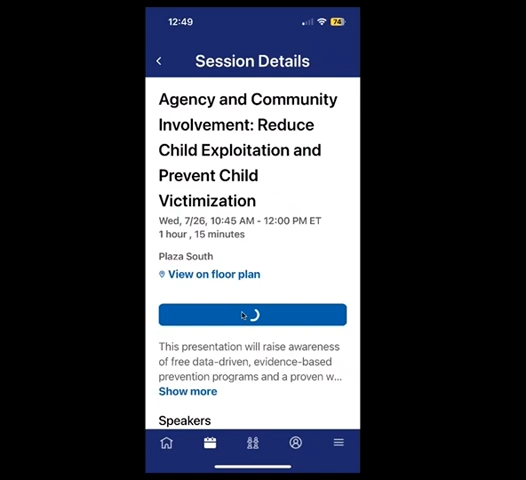 12:49
74
Session Details
Agency and Community
Involvement: Reduce
Child Exploitation and
Prevent Child
Victimization
Wed, 7/26, 10:45 AM - 12:00 PM ET
1 hour , 15 minutes
Plaza South
View on floor plan
This presentation will raise awareness
of free data-driven, evidence-based
prevention programs and a proven w...
Show more
Speakers